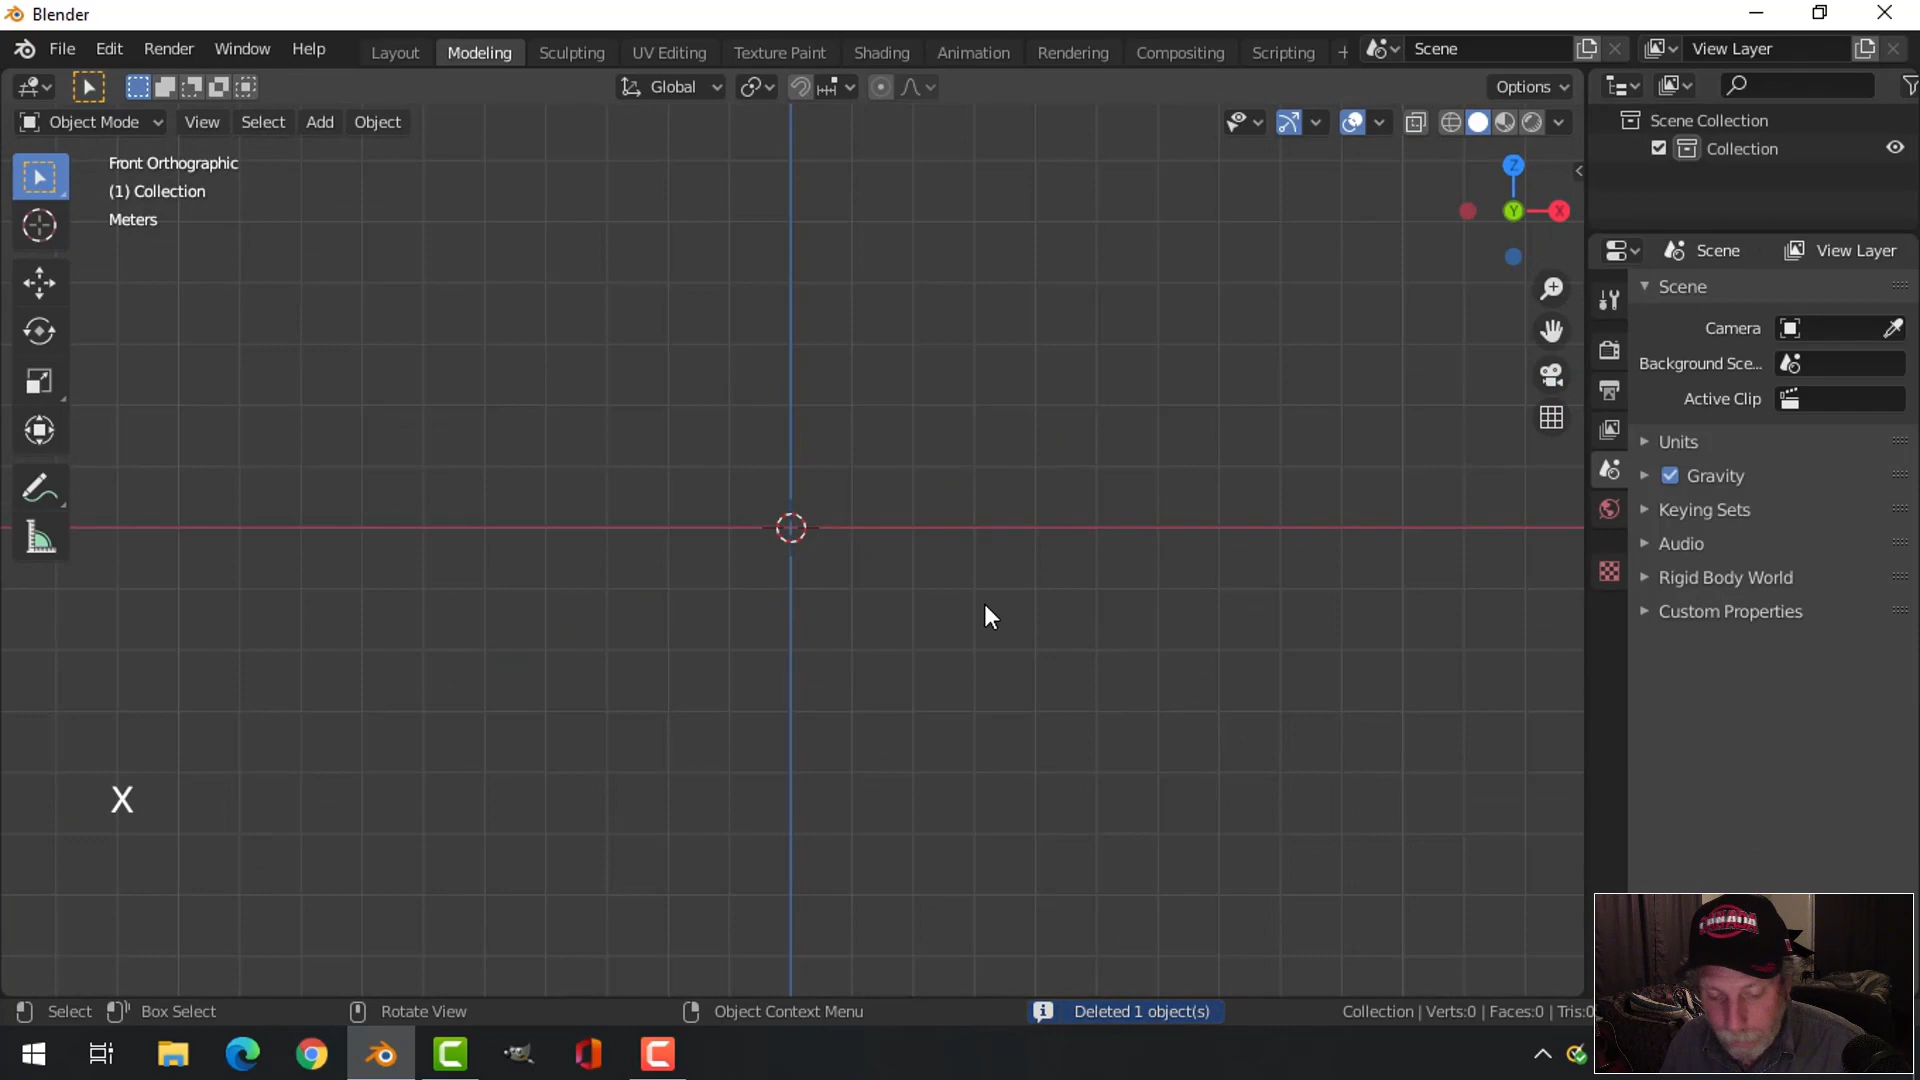 Blender
File Edit Render Window Help Layout Modeling Sculpting UV Editing Texture Paint Shading Animation Rendering Compositing Scripting + Scene View Layer
Global Options
Object Mode View Select Add Object
Scene Collection
Collection
Front Orthographic
(1) Collection
Meters
Z
Y X
Scene View Layer
Scene
Camera
Background Sce...
Active Clip
Units
Gravity
Keying Sets
Audio
Rigid Body World
Custom Properties
X
CANADA
Select Box Select Rotate View Object Context Menu Deleted 1 object(s) Collection | Verts:0 | Faces:0 | Tris:0